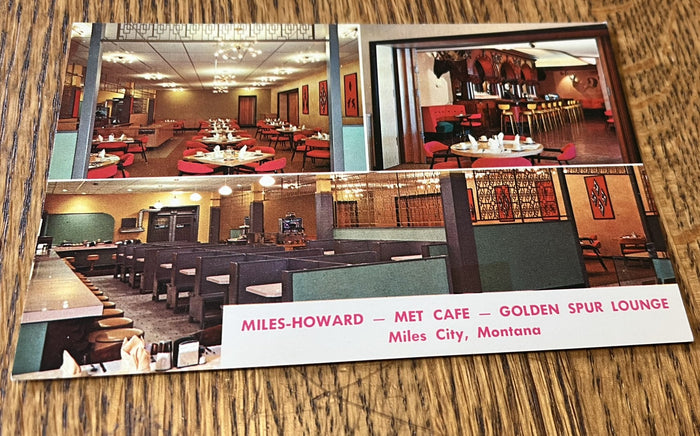 MILES-HOWARD — MET CAFE — GOLDEN SPUR LOUNGE
Miles City, Montana